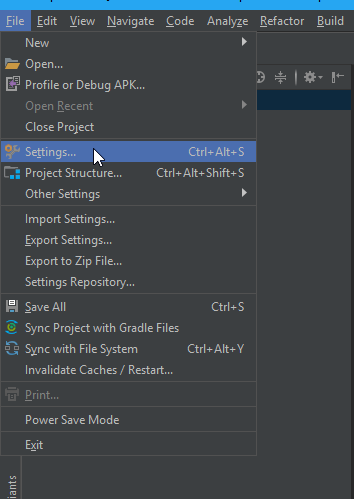 File Edit View Navigate Code Analyze Refactor Build
New
Open...
Profile or Debug APK...
Open Recent
Close Project
Settings... Ctrl+Alt+S
Project Structure... Ctrl+Alt+Shift+S
Other Settings
Import Settings...
Export Settings...
Export to Zip File...
Settings Repository...
Save All Ctrl+S
Sync Project with Gradle Files
Sync with File System Ctrl+Alt+Y
Invalidate Caches / Restart...
Print...
Power Save Mode
Exit